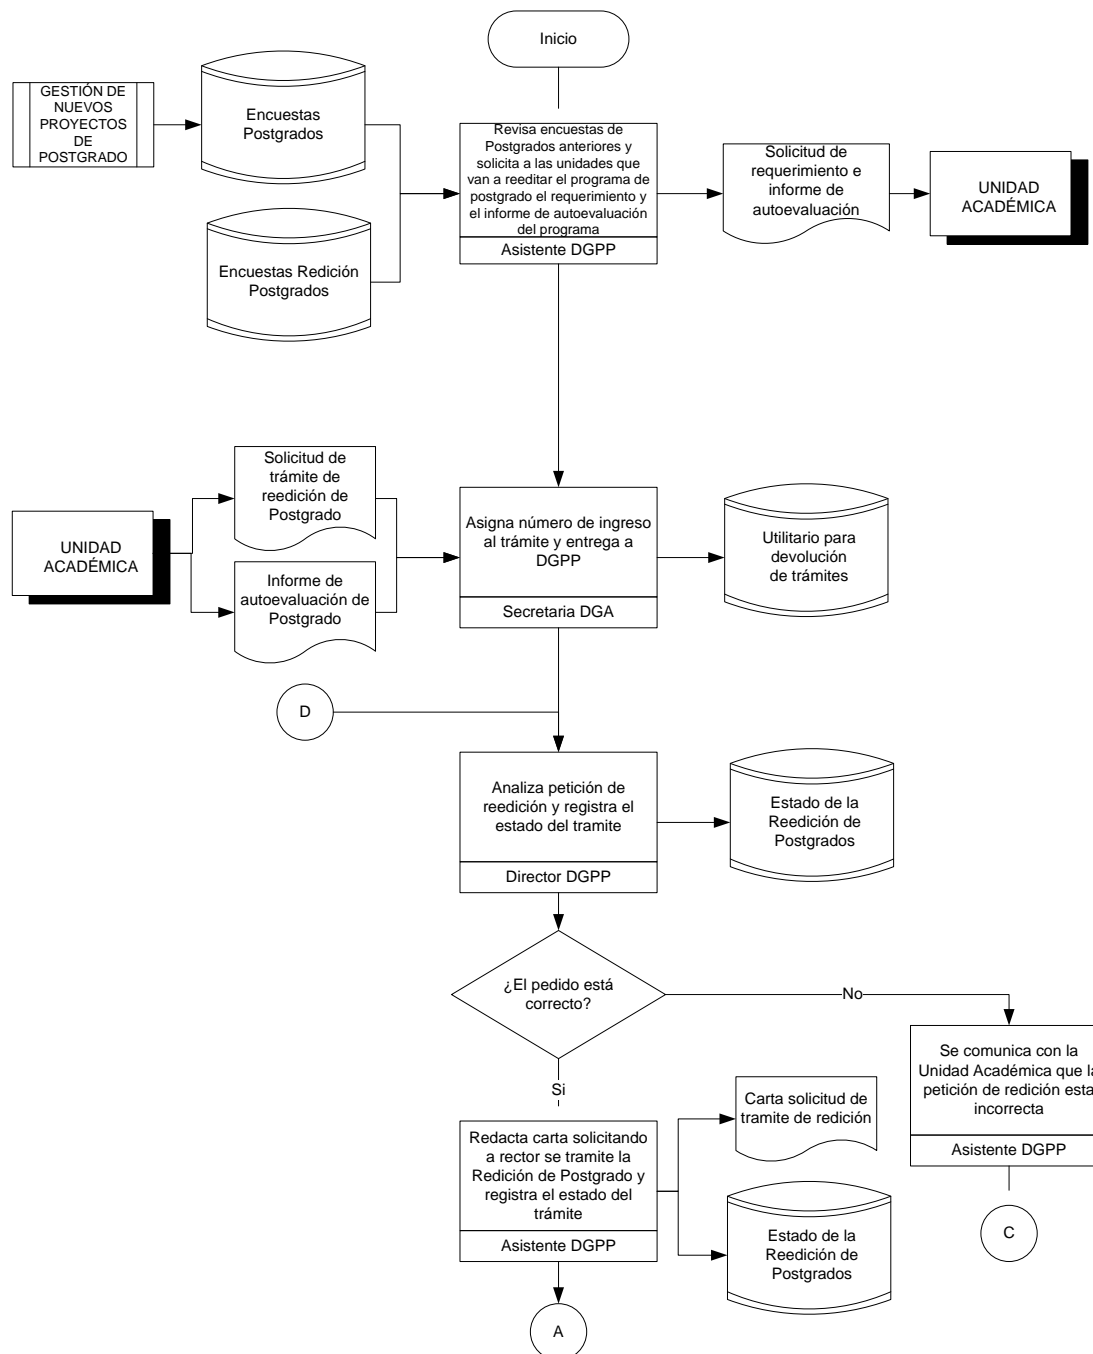 Inicio
GESTIÓN DE
NUEVOS
PROYECTOS
DE
POSTGRADO
Encuestas
Postgrados
Revisa encuestas de
Postgrados anteriores y
solicita a las unidades que
van a reeditar el programa de
postgrado el requerimiento y
el informe de autoevaluación
del programa
Asistente DGPP
Solicitud de
requerimiento e
informe de
autoevaluación
UNIDAD
ACADÉMICA
Encuestas Redición
Postgrados
UNIDAD
ACADÉMICA
Solicitud de
trámite de
reedición de
Postgrado
Informe de
autoevaluación de
Postgrado
Asigna número de ingreso
al trámite y entrega a
DGPP
Secretaria DGA
Utilitario para
devolución
de trámites
D
Analiza petición de
reedición y registra el
estado del tramite
Director DGPP
Estado de la
Reedición de
Postgrados
¿El pedido está
correcto?
No
Si
Se comunica con la
Unidad Académica que la
petición de redición esta
incorrecta
Asistente DGPP
C
Redacta carta solicitando
a rector se tramite la
Redición de Postgrado y
registra el estado del
trámite
Asistente DGPP
Carta solicitud de
tramite de redición
Estado de la
Reedición de
Postgrados
A